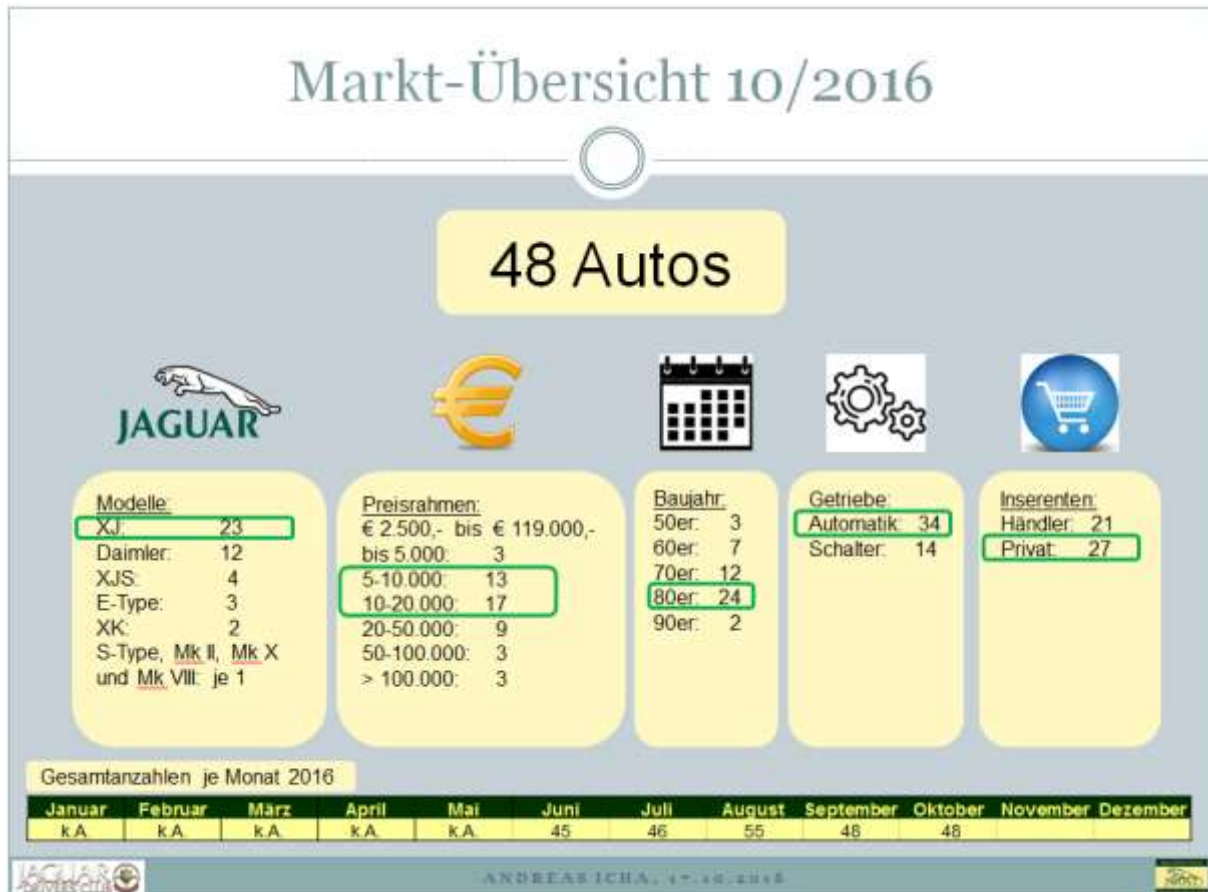 Markt-Übersicht 10/2016
48 Autos
JAGUAR
Modelle:
XJ: 23
Daimler: 12
XJS: 4
E-Type: 3
XK: 2
S-Type, Mk II, Mk X
und Mk VIII: je 1
Preisrahmen:
€ 2.500,- bis € 119.000,-
bis 5.000: 3
5-10.000: 13
10-20.000: 17
20-50.000: 9
50-100.000: 3
> 100.000: 3
Baujahr:
50er: 3
60er: 7
70er: 12
80er: 24
90er: 2
Getriebe:
Automatik: 34
Schalter: 14
Inserenten:
Händler: 21
Privat: 27
Gesamtanzahlen je Monat 2016
Januar Februar März April Mai Juni Juli August September Oktober November Dezember
k.A. k.A. k.A. k.A. k.A. 45 46 55 48 48
JAGUAR
ANDREAS ICHA, 17.10.2016